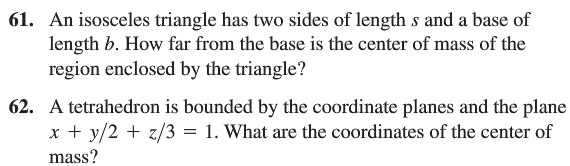 61. An isosceles triangle has two sides of length s and a base of
length b. How far from the base is the center of mass of the
region enclosed by the triangle?
62. A tetrahedron is bounded by the coordinate planes and the plane
x + y/2 + z/3 = 1. What are the coordinates of the center of
mass?